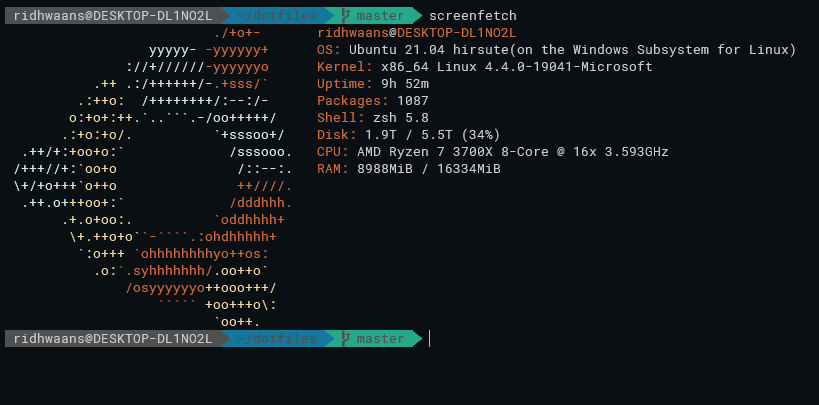 ridhwaans@DESKTOP-DL1NO2L ~/dotfiles master screenfetch
./+o+- ridhwaans@DESKTOP-DL1NO2L
yyyyy- -yyyyyy+ OS: Ubuntu 21.04 hirsute(on the Windows Subsystem for Linux)
://+//////-yyyyyyo Kernel: x86_64 Linux 4.4.0-19041-Microsoft
.++ .:/++++++/-.+sss/` Uptime: 9h 52m
.:++o: /++++++++/:--:/- Packages: 1087
o:+o+:++.`..```.-/oo+++++/ Shell: zsh 5.8
.:+o:+o/. `+sssoo+/ Disk: 1.9T / 5.5T (34%)
.++/+:+oo+o:` /sssooo. CPU: AMD Ryzen 7 3700X 8-Core @ 16x 3.593GHz
/+++//+:`oo+o /::--:. RAM: 8988MiB / 16334MiB
\+/+o+++`o++o ++////.
.++.o+++oo+:` /dddhhh.
.+.o+oo:. `oddhhhh+
\+.++o+o``-````.:ohdhhhhh+
`:o+++ `ohhhhhhhhyo++os:
.o:`.syhhhhhhh/.oo++o`
/osyyyyyyo++ooo+++/
````` +oo+++o\:
`oo++.
ridhwaans@DESKTOP-DL1NO2L ~/dotfiles master